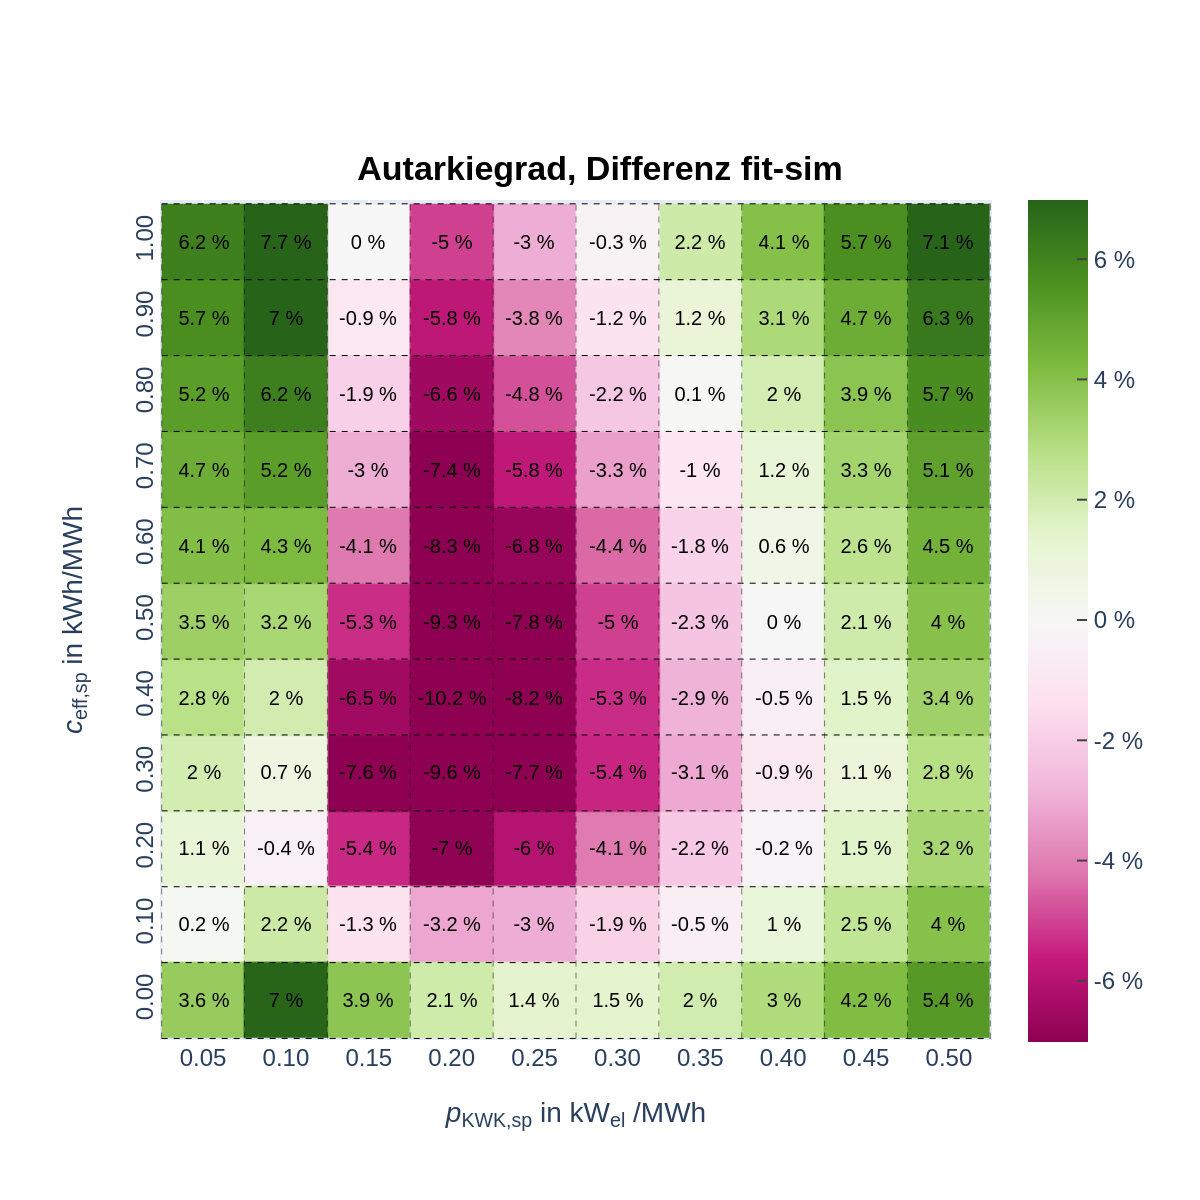 Autarkiegrad, Differenz fit-sim
1.00 6.2 % 7.7 % 0 % -5 % -3 % -0.3 % 2.2 % 4.1 % 5.7 % 7.1 %
0.90 5.7 % 7 % -0.9 % -5.8 % -3.8 % -1.2 % 1.2 % 3.1 % 4.7 % 6.3 %
0.80 5.2 % 6.2 % -1.9 % -6.6 % -4.8 % -2.2 % 0.1 % 2 % 3.9 % 5.7 %
0.70 4.7 % 5.2 % -3 % -7.4 % -5.8 % -3.3 % -1 % 1.2 % 3.3 % 5.1 %
0.60 4.1 % 4.3 % -4.1 % -8.3 % -6.8 % -4.4 % -1.8 % 0.6 % 2.6 % 4.5 %
0.50 3.5 % 3.2 % -5.3 % -9.3 % -7.8 % -5 % -2.3 % 0 % 2.1 % 4 %
0.40 2.8 % 2 % -6.5 % -10.2 % -8.2 % -5.3 % -2.9 % -0.5 % 1.5 % 3.4 %
0.30 2 % 0.7 % -7.6 % -9.6 % -7.7 % -5.4 % -3.1 % -0.9 % 1.1 % 2.8 %
0.20 1.1 % -0.4 % -5.4 % -7 % -6 % -4.1 % -2.2 % -0.2 % 1.5 % 3.2 %
0.10 0.2 % 2.2 % -1.3 % -3.2 % -3 % -1.9 % -0.5 % 1 % 2.5 % 4 %
0.00 3.6 % 7 % 3.9 % 2.1 % 1.4 % 1.5 % 2 % 3 % 4.2 % 5.4 %
0.05 0.10 0.15 0.20 0.25 0.30 0.35 0.40 0.45 0.50
pKWK,sp in kWel /MWh
ceff,sp in kWh/MWh
6 %
4 %
2 %
0 %
-2 %
-4 %
-6 %